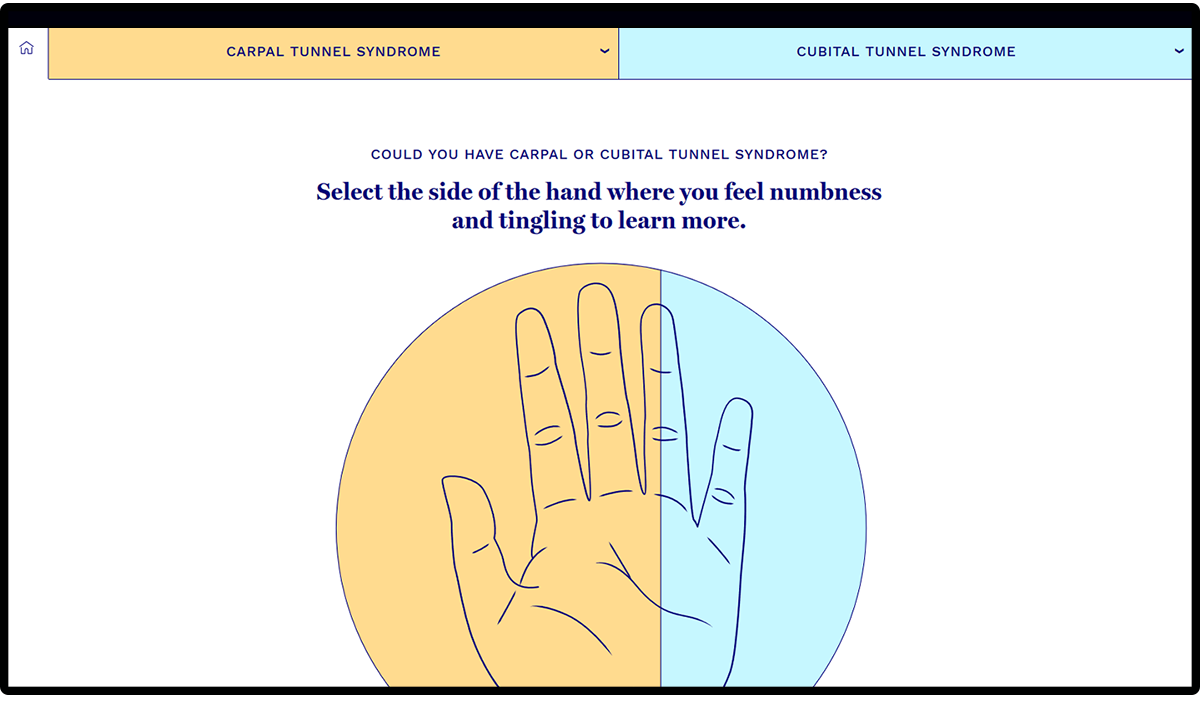 CARPAL TUNNEL SYNDROME
CUBITAL TUNNEL SYNDROME
COULD YOU HAVE CARPAL OR CUBITAL TUNNEL SYNDROME?
Select the side of the hand where you feel numbness
and tingling to learn more.